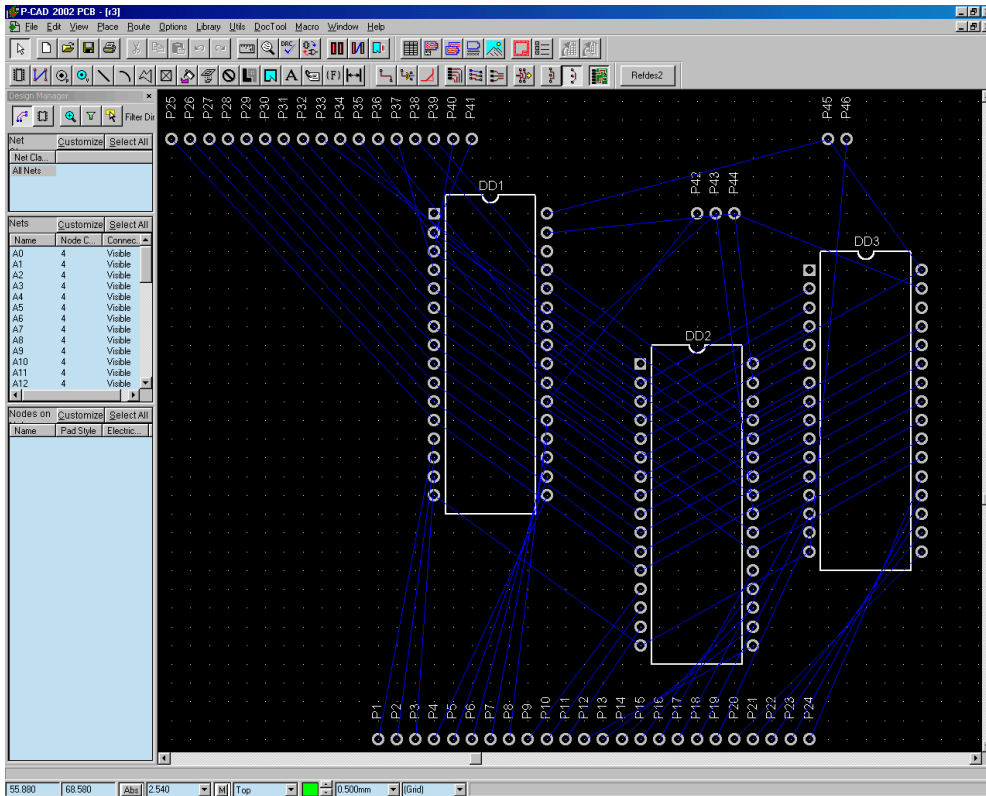 P-CAD 2002 PCB - [r3]
File Edit View Place Route Options Library Utils DocTool Macro Window Help
DRC
A (F) Refdes2
Design Manager
Filter Dir
Net Customize Select All
Net Cla...
All Nets
Nets Customize Select All
Name Node C... Connec...
A0 4 Visible
A1 4 Visible
A2 4 Visible
A3 4 Visible
A4 4 Visible
A5 4 Visible
A6 4 Visible
A7 4 Visible
A8 4 Visible
A9 4 Visible
A10 4 Visible
A11 4 Visible
A12 4 Visible
Nodes on Customize Select All
Name Pad Style Electric...
P25 P26 P27 P28 P29 P30 P31 P32 P33 P34 P35 P36 P37 P38 P39 P40 P41 P45 P46
P42 P43 P44
DD1
DD3
DD2
P1 P2 P3 P4 P5 P6 P7 P8 P9 P10 P11 P12 P13 P14 P15 P16 P17 P18 P19 P20 P21 P22 P23 P24
55.880 68.580 Abs 2.540 M Top 0.500mm (Grid)